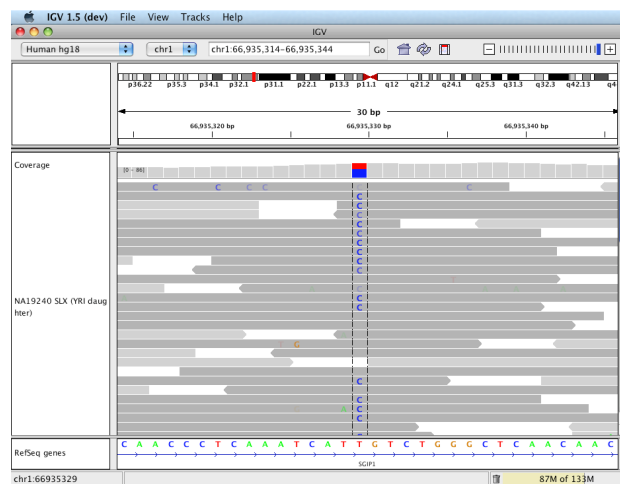 IGV 1.5 (dev) File View Tracks Help
IGV
Human hg18 chr1 chr1:66,935,314-66,935,344 Go
p36.22 p35.3 p34.1 p32.1 p31.1 p22.1 p13.3 p11.1 q12 q21.2 q24.1 q25.3 q31.1 q32.3 q42.13 q4
30 bp
66,935,320 bp 66,935,330 bp 66,935,340 bp
Coverage
[0 - 86]
C C C C C C
C
C
C
C
C
C
C
C
C
T
NA19240 SLX (YRI daug
hter)
C
C
C
G
C
C
C
C
C A A C C C T C A A A T C A T T G T C T G G G C T C A A C A A C
RefSeq genes
SGIP1
chr1:66935329 87M of 133M